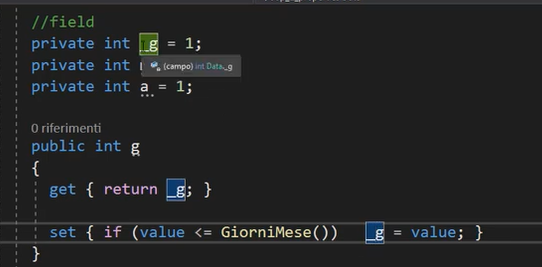 //field
private int _g = 1;
private int
(campo) int Data._g
private int a = 1;
0 riferimenti
public int g
{
get { return _g; }
set { if (value <= GiorniMese()) _g = value; }
}